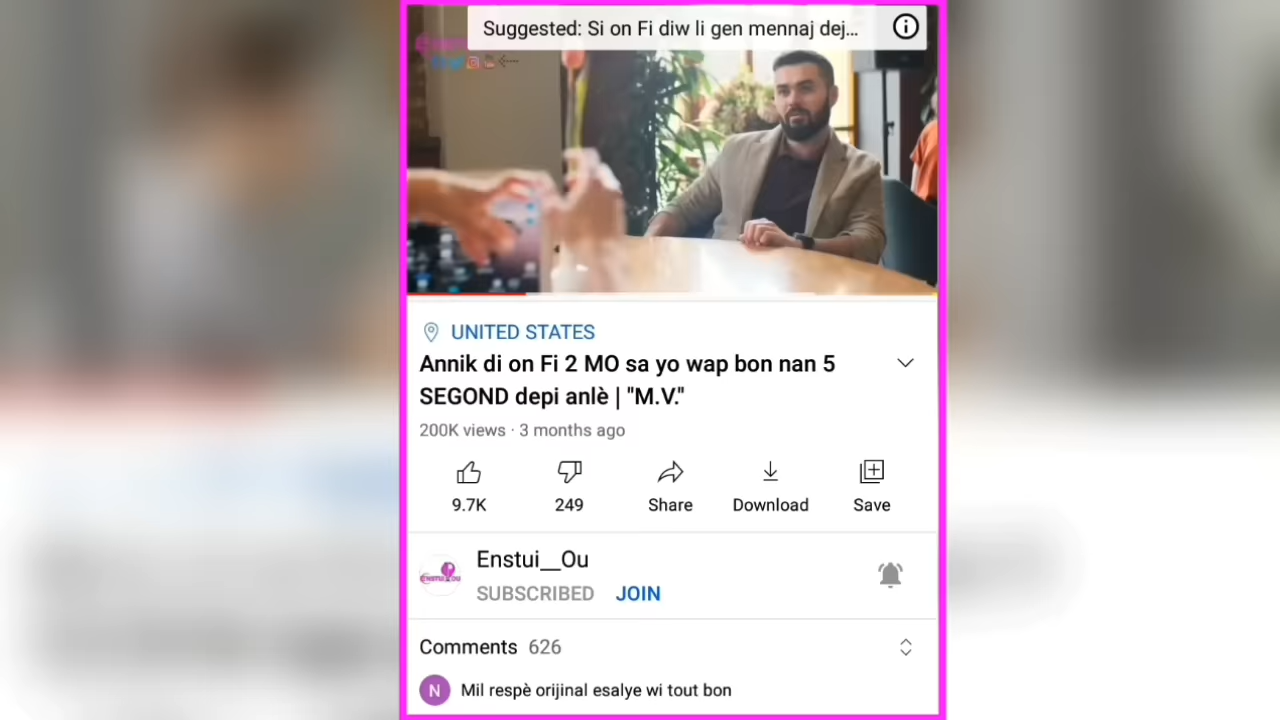 Suggested: Si on Fi diw li gen mennaj dej...
UNITED STATES
Annik di on Fi 2 MO sa yo wap bon nan 5
SEGOND depi anlè | "M.V."
200K views · 3 months ago
9.7K
249
Share
Download
Save
Enstui__Ou
SUBSCRIBED
JOIN
Comments 626
N
Mil respè orijinal esalye wi tout bon